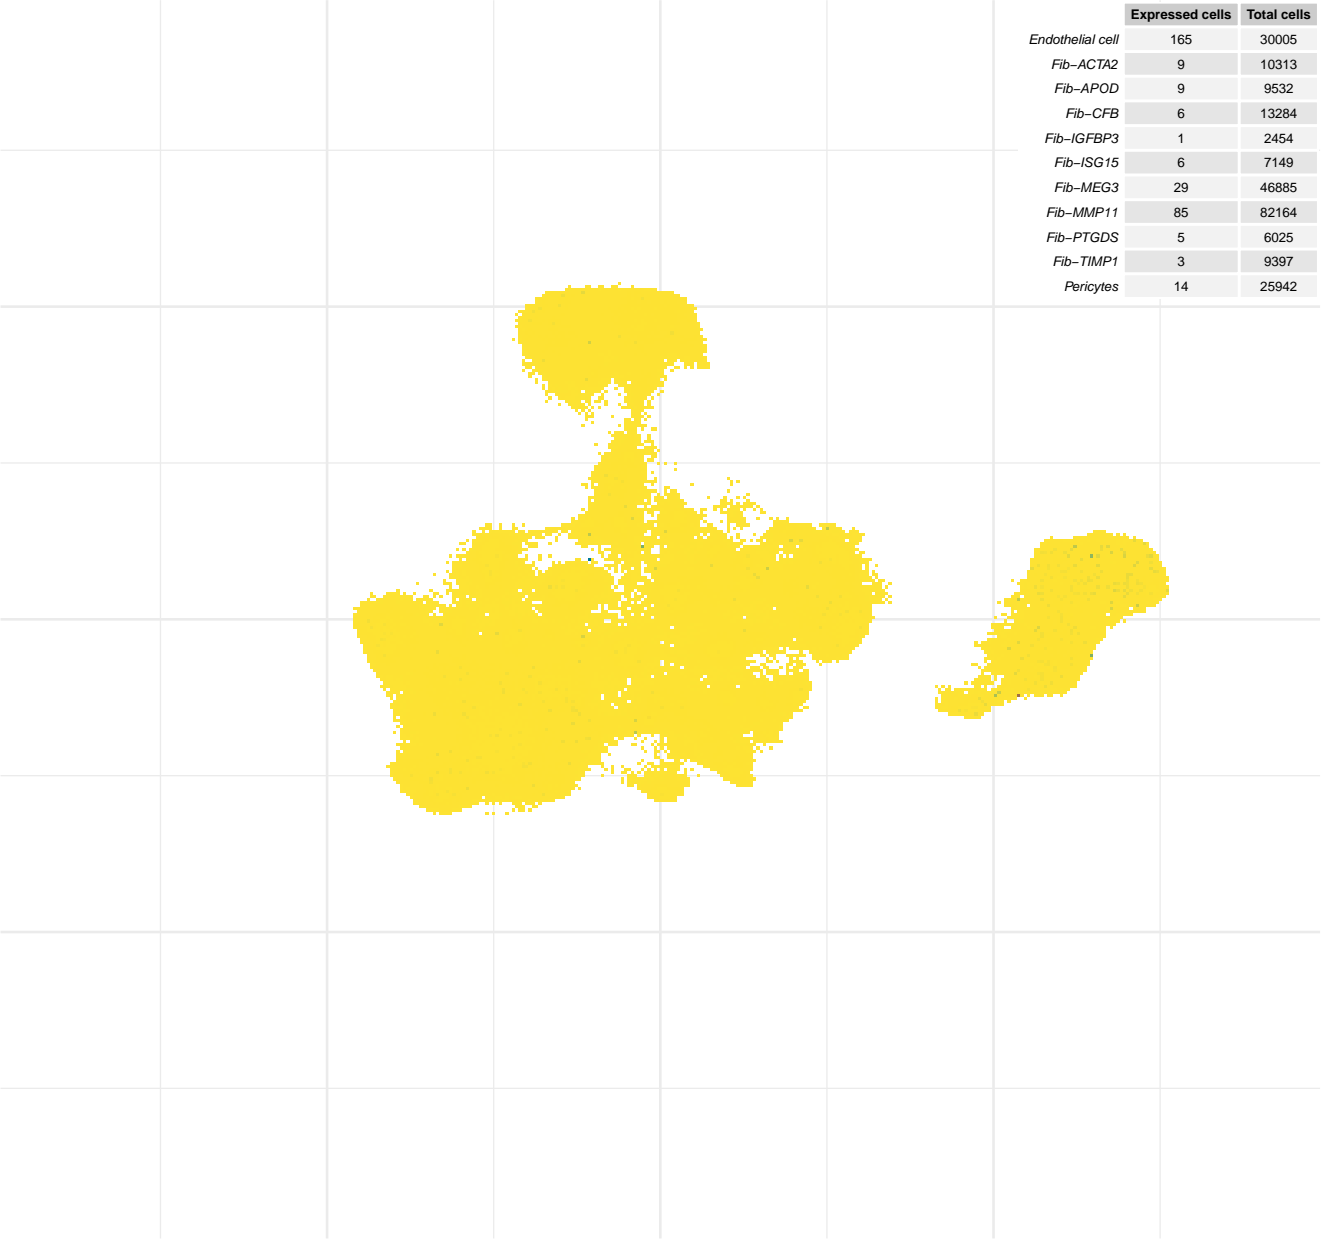 Expressed cells Total cells
Endothelial cell 165 30005
Fib−ACTA2 9 10313
Fib−APOD 9 9532
Fib−CFB 6 13284
Fib−IGFBP3 1 2454
Fib−ISG15 6 7149
Fib−MEG3 29 46885
Fib−MMP11 85 82164
Fib−PTGDS 5 6025
Fib−TIMP1 3 9397
Pericytes 14 25942